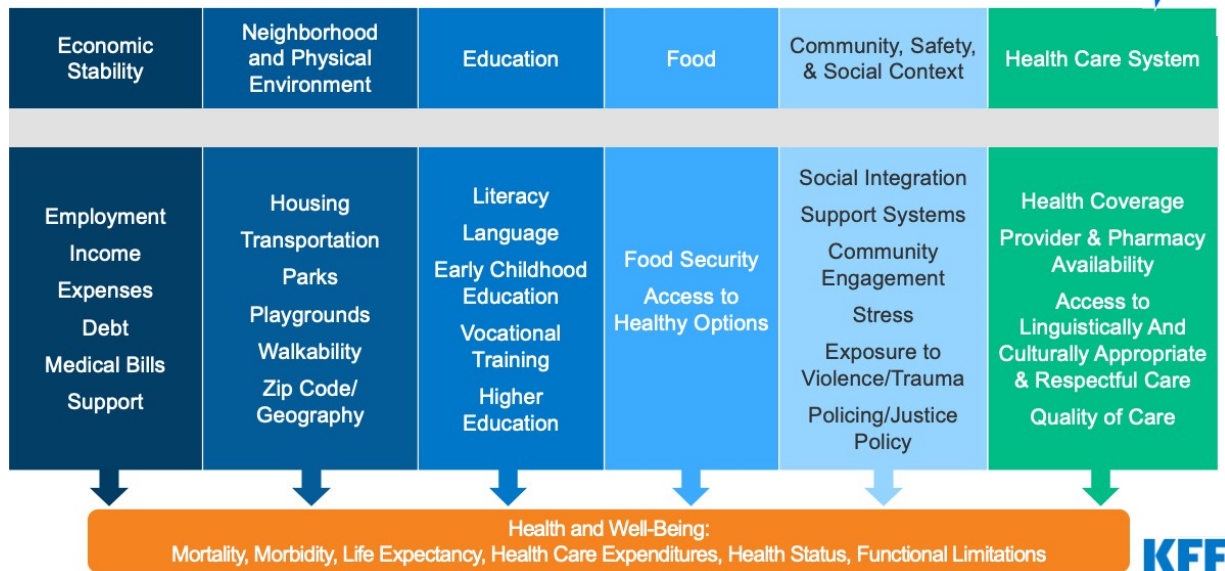 Economic
Stability
Neighborhood
and Physical
Environment
Education
Food
Community, Safety,
& Social Context
Health Care System
Employment
Income
Expenses
Debt
Medical Bills
Support
Housing
Transportation
Parks
Playgrounds
Walkability
Zip Code/
Geography
Literacy
Language
Early Childhood
Education
Vocational
Training
Higher
Education
Food Security
Access to
Healthy Options
Social Integration
Support Systems
Community
Engagement
Stress
Exposure to
Violence/Trauma
Policing/Justice
Policy
Health Coverage
Provider & Pharmacy
Availability
Access to
Linguistically And
Culturally Appropriate
& Respectful Care
Quality of Care
Health and Well-Being:
Mortality, Morbidity, Life Expectancy, Health Care Expenditures, Health Status, Functional Limitations
KFF